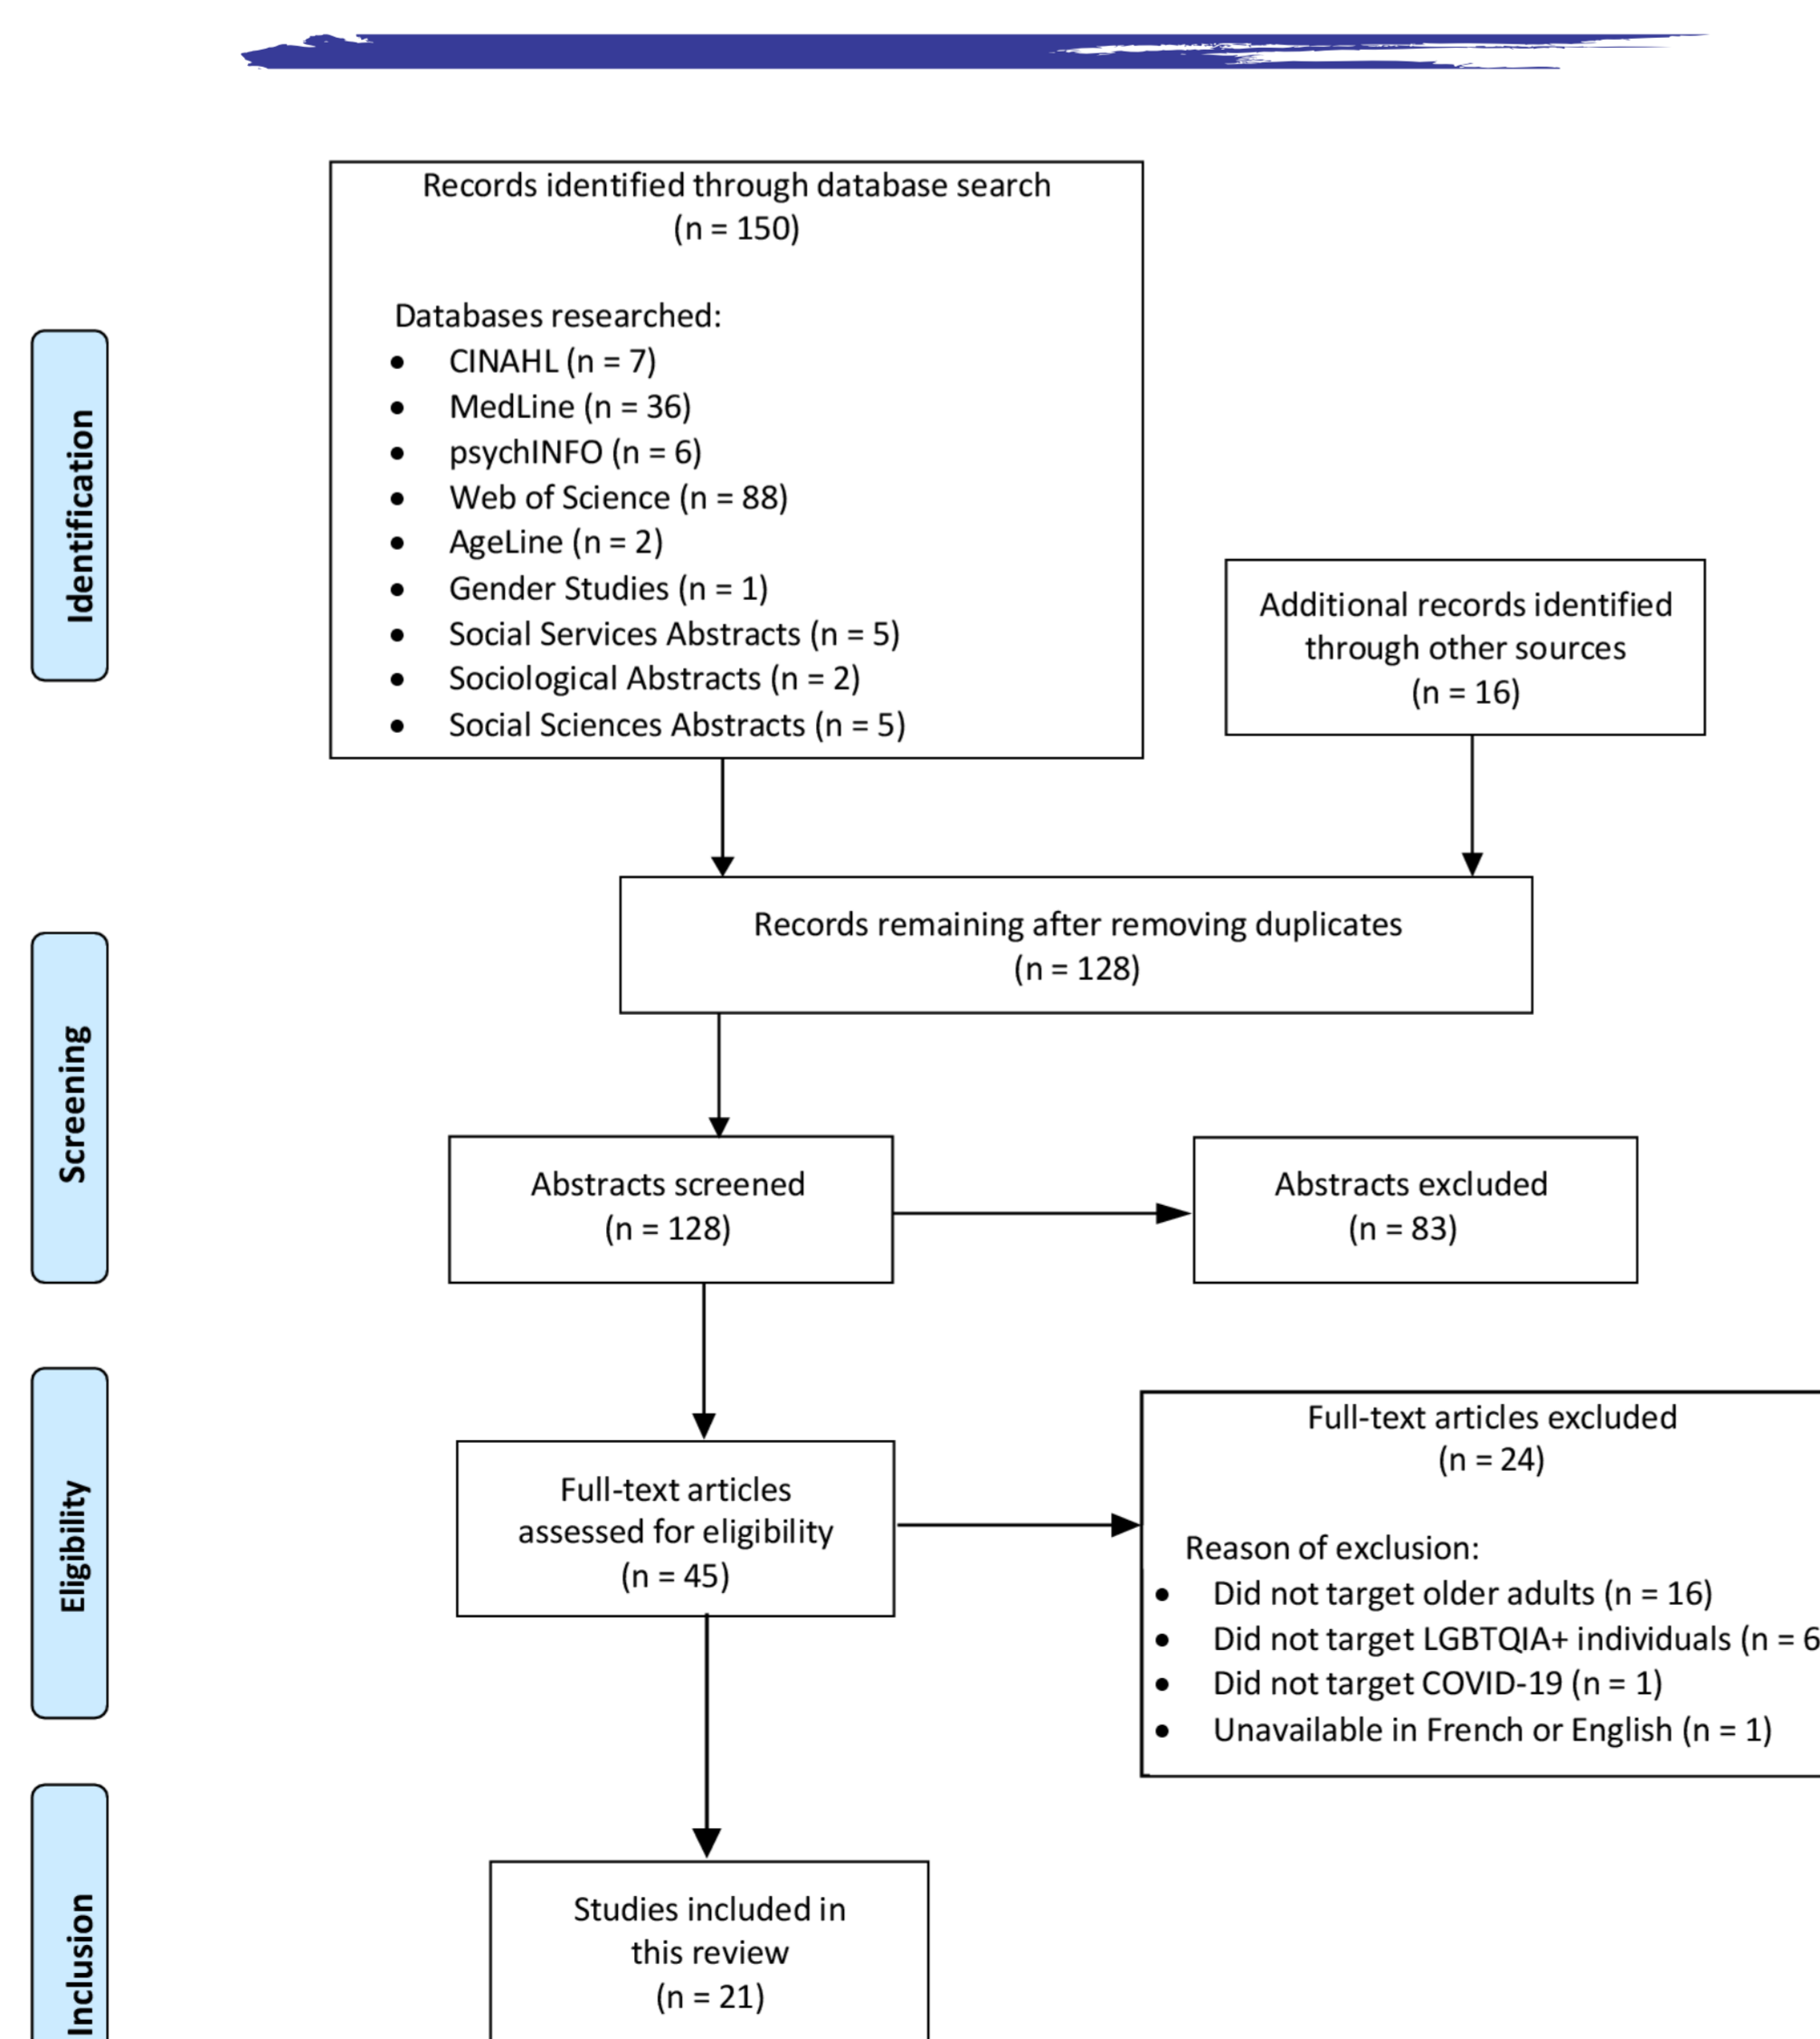 Identification
Records identified through database search
(n = 150)
Databases researched:
• CINAHL (n = 7)
• MedLine (n = 36)
• psychINFO (n = 6)
• Web of Science (n = 88)
• AgeLine (n = 2)
• Gender Studies (n = 1)
• Social Services Abstracts (n = 5)
• Sociological Abstracts (n = 2)
• Social Sciences Abstracts (n = 5)
Additional records identified
through other sources
(n = 16)
Screening
Records remaining after removing duplicates
(n = 128)
Abstracts screened
(n = 128)
Abstracts excluded
(n = 83)
Eligibility
Full-text articles
assessed for eligibility
(n = 45)
Full-text articles excluded
(n = 24)
Reason of exclusion:
• Did not target older adults (n = 16)
• Did not target LGBTQIA+ individuals (n = 6
• Did not target COVID-19 (n = 1)
• Unavailable in French or English (n = 1)
Inclusion
Studies included in
this review
(n = 21)